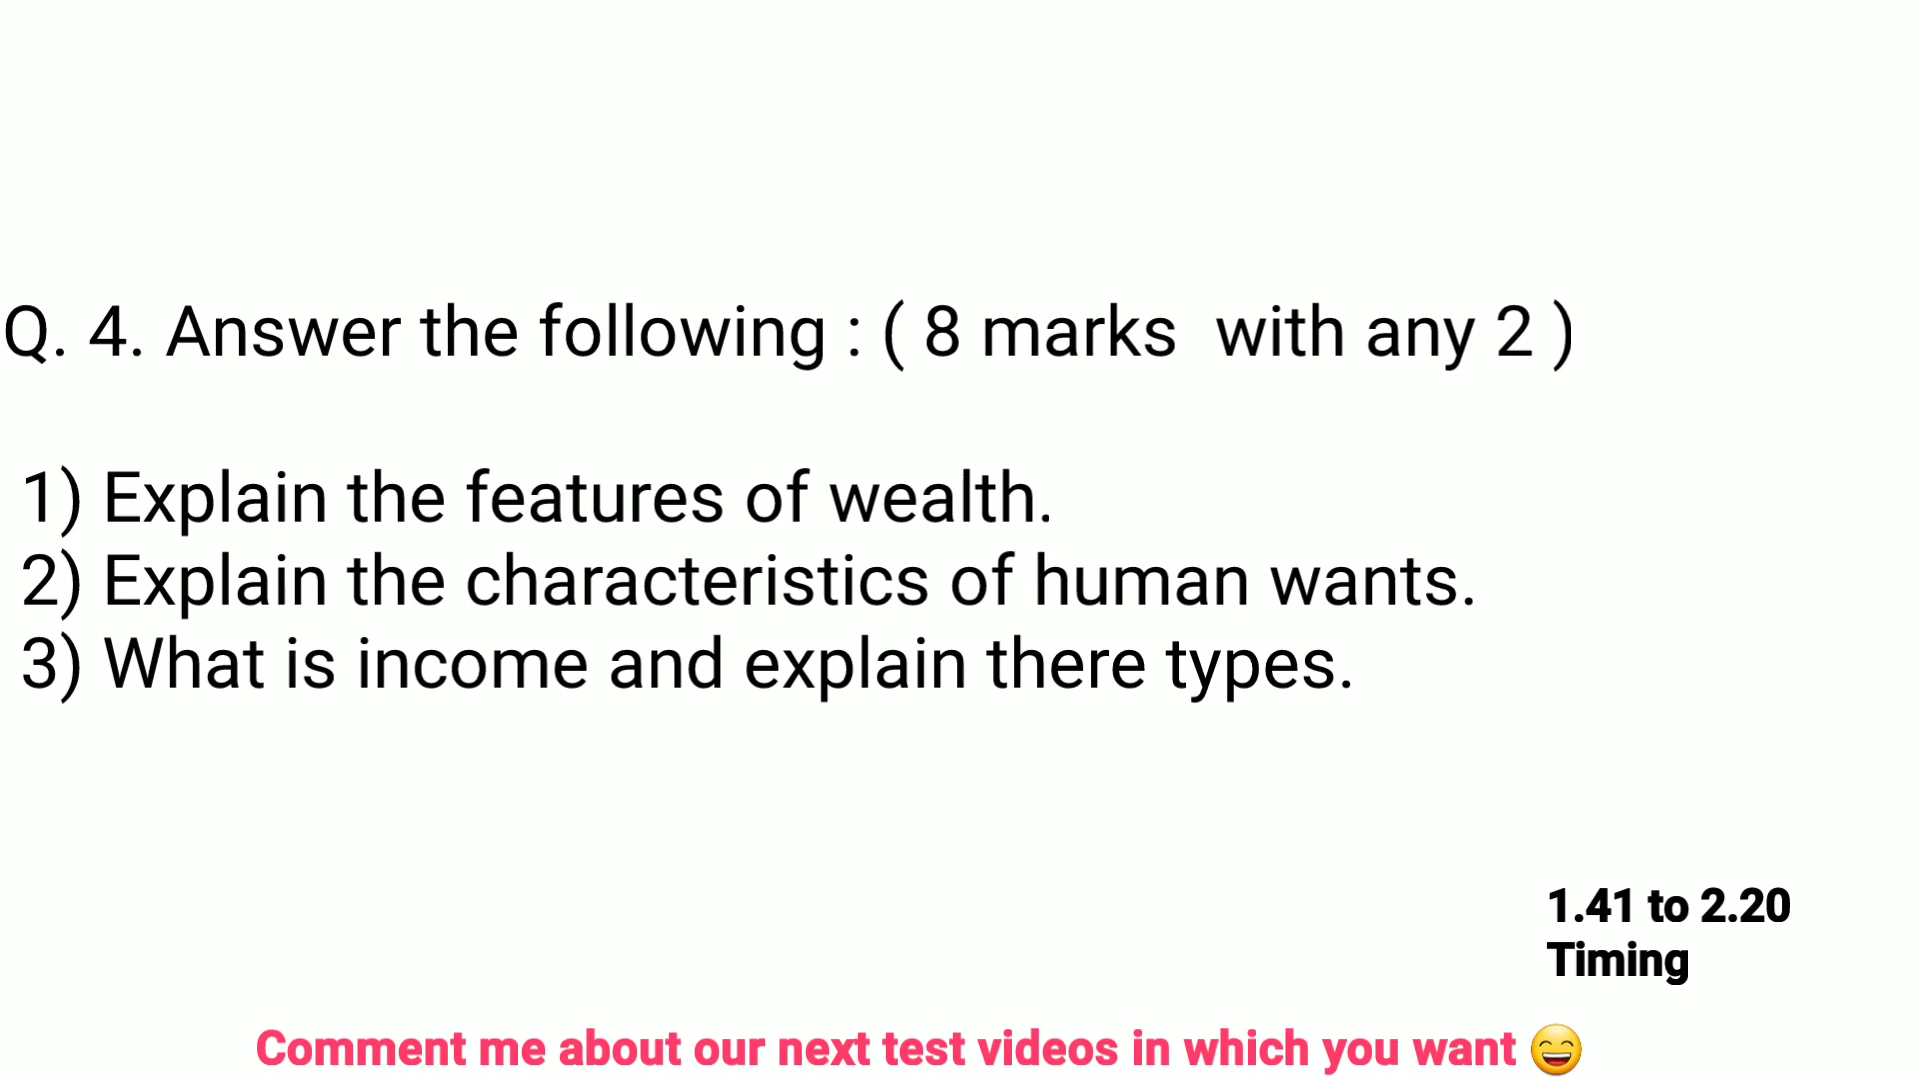 Q. 4. Answer the following : ( 8 marks  with any 2 )
1) Explain the features of wealth.
2) Explain the characteristics of human wants.
3) What is income and explain there types.
1.41 to 2.20
Timing
Comment me about our next test videos in which you want 😄